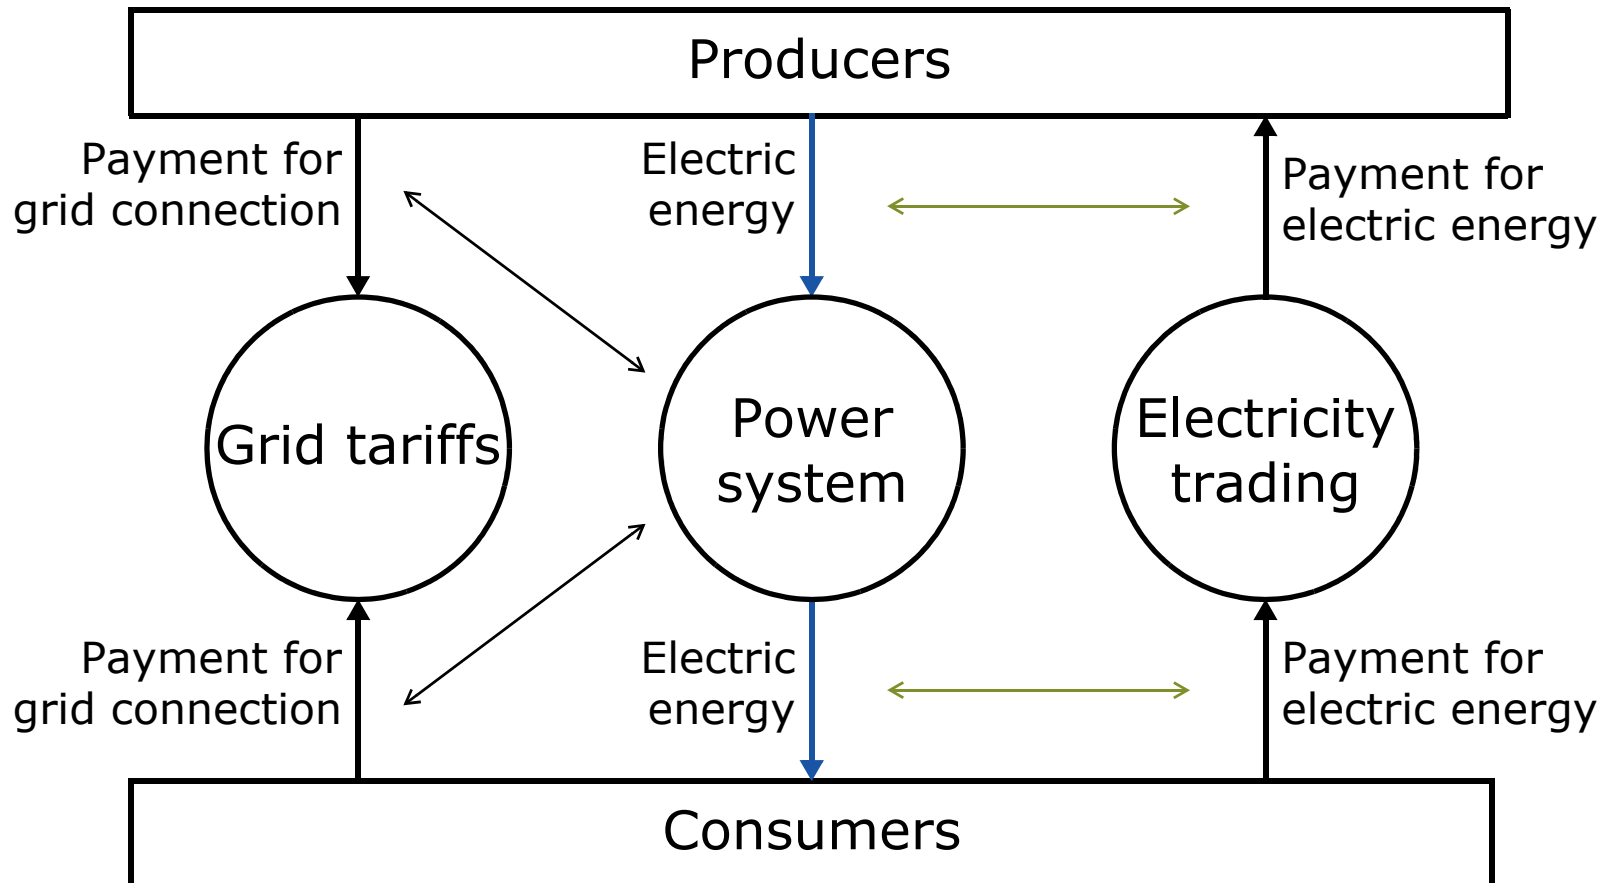 Producers
Payment for
grid connection
Electric
energy
Payment for
electric energy
Grid tariffs
Power
system
Electricity
trading
Payment for
grid connection
Electric
energy
Payment for
electric energy
Consumers